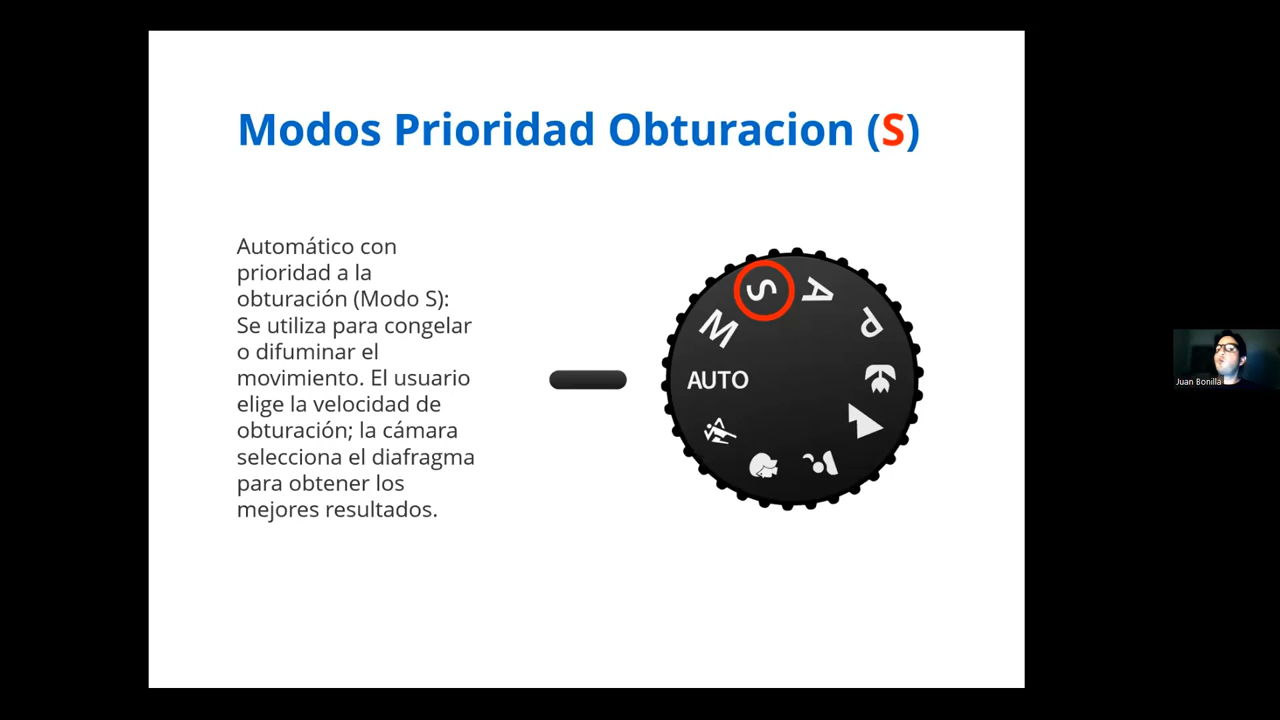 Modos Prioridad Obturacion (S)
Automático con
prioridad a la
obturación (Modo S):
Se utiliza para congelar
o difuminar el
movimiento. El usuario
elige la velocidad de
obturación; la cámara
selecciona el diafragma
para obtener los
mejores resultados.
S
A
M
P
AUTO
Juan Bonilla